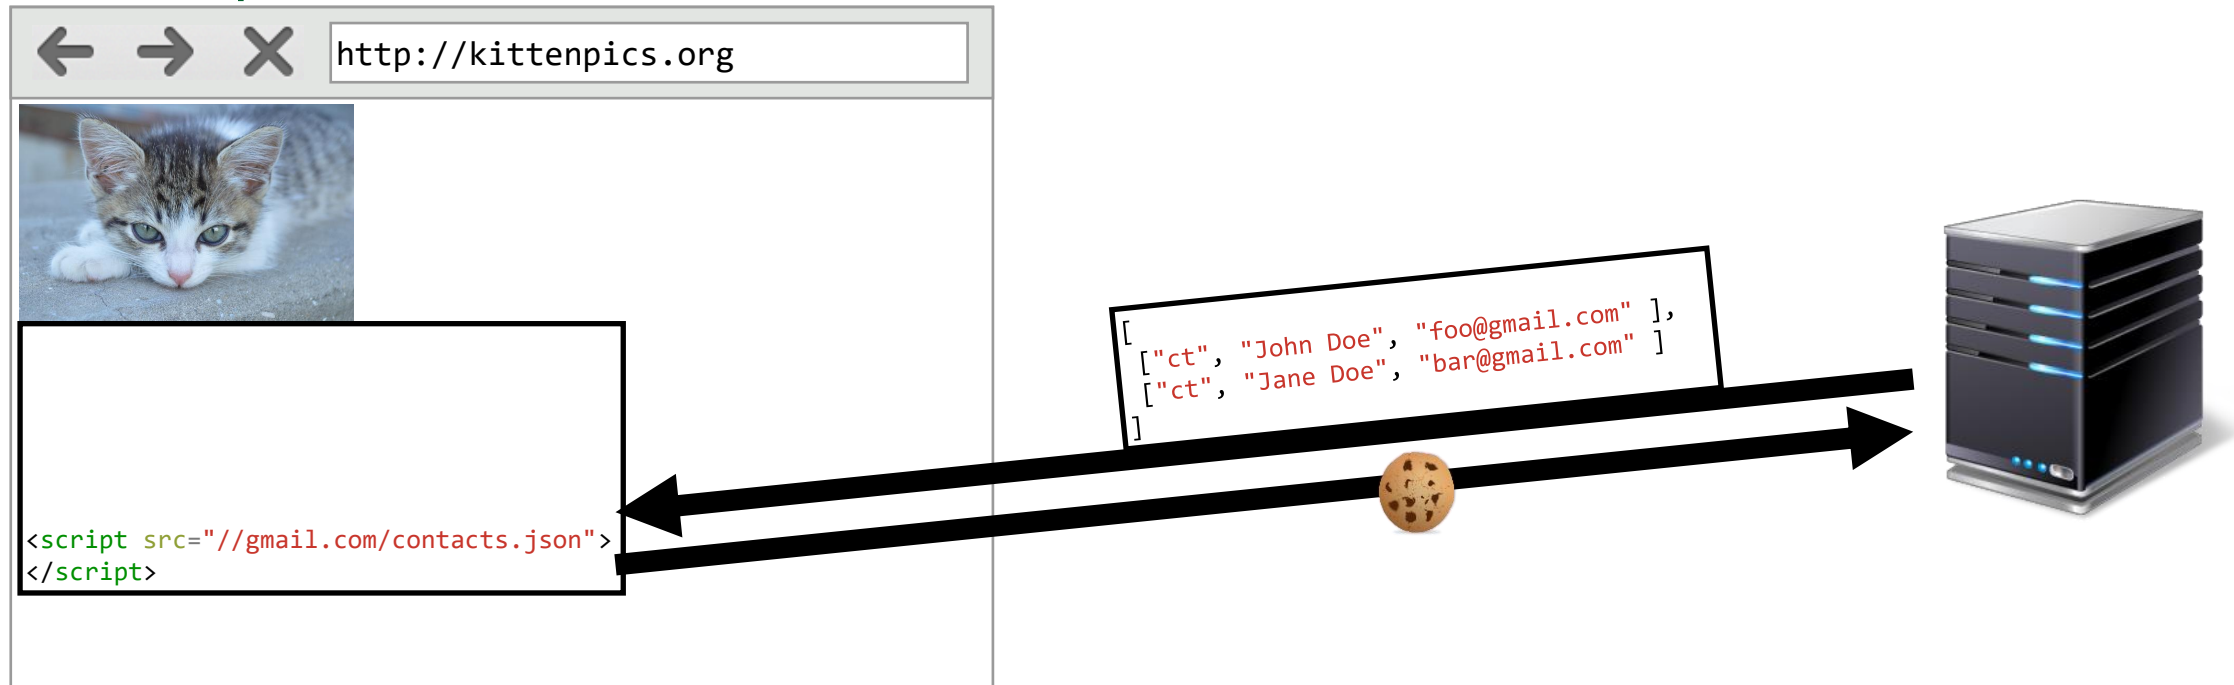 http://kittenpics.org
[
["ct", "John Doe", "foo@gmail.com" ],
["ct", "Jane Doe", "bar@gmail.com" ]
]
<script src="//gmail.com/contacts.json">
</script>